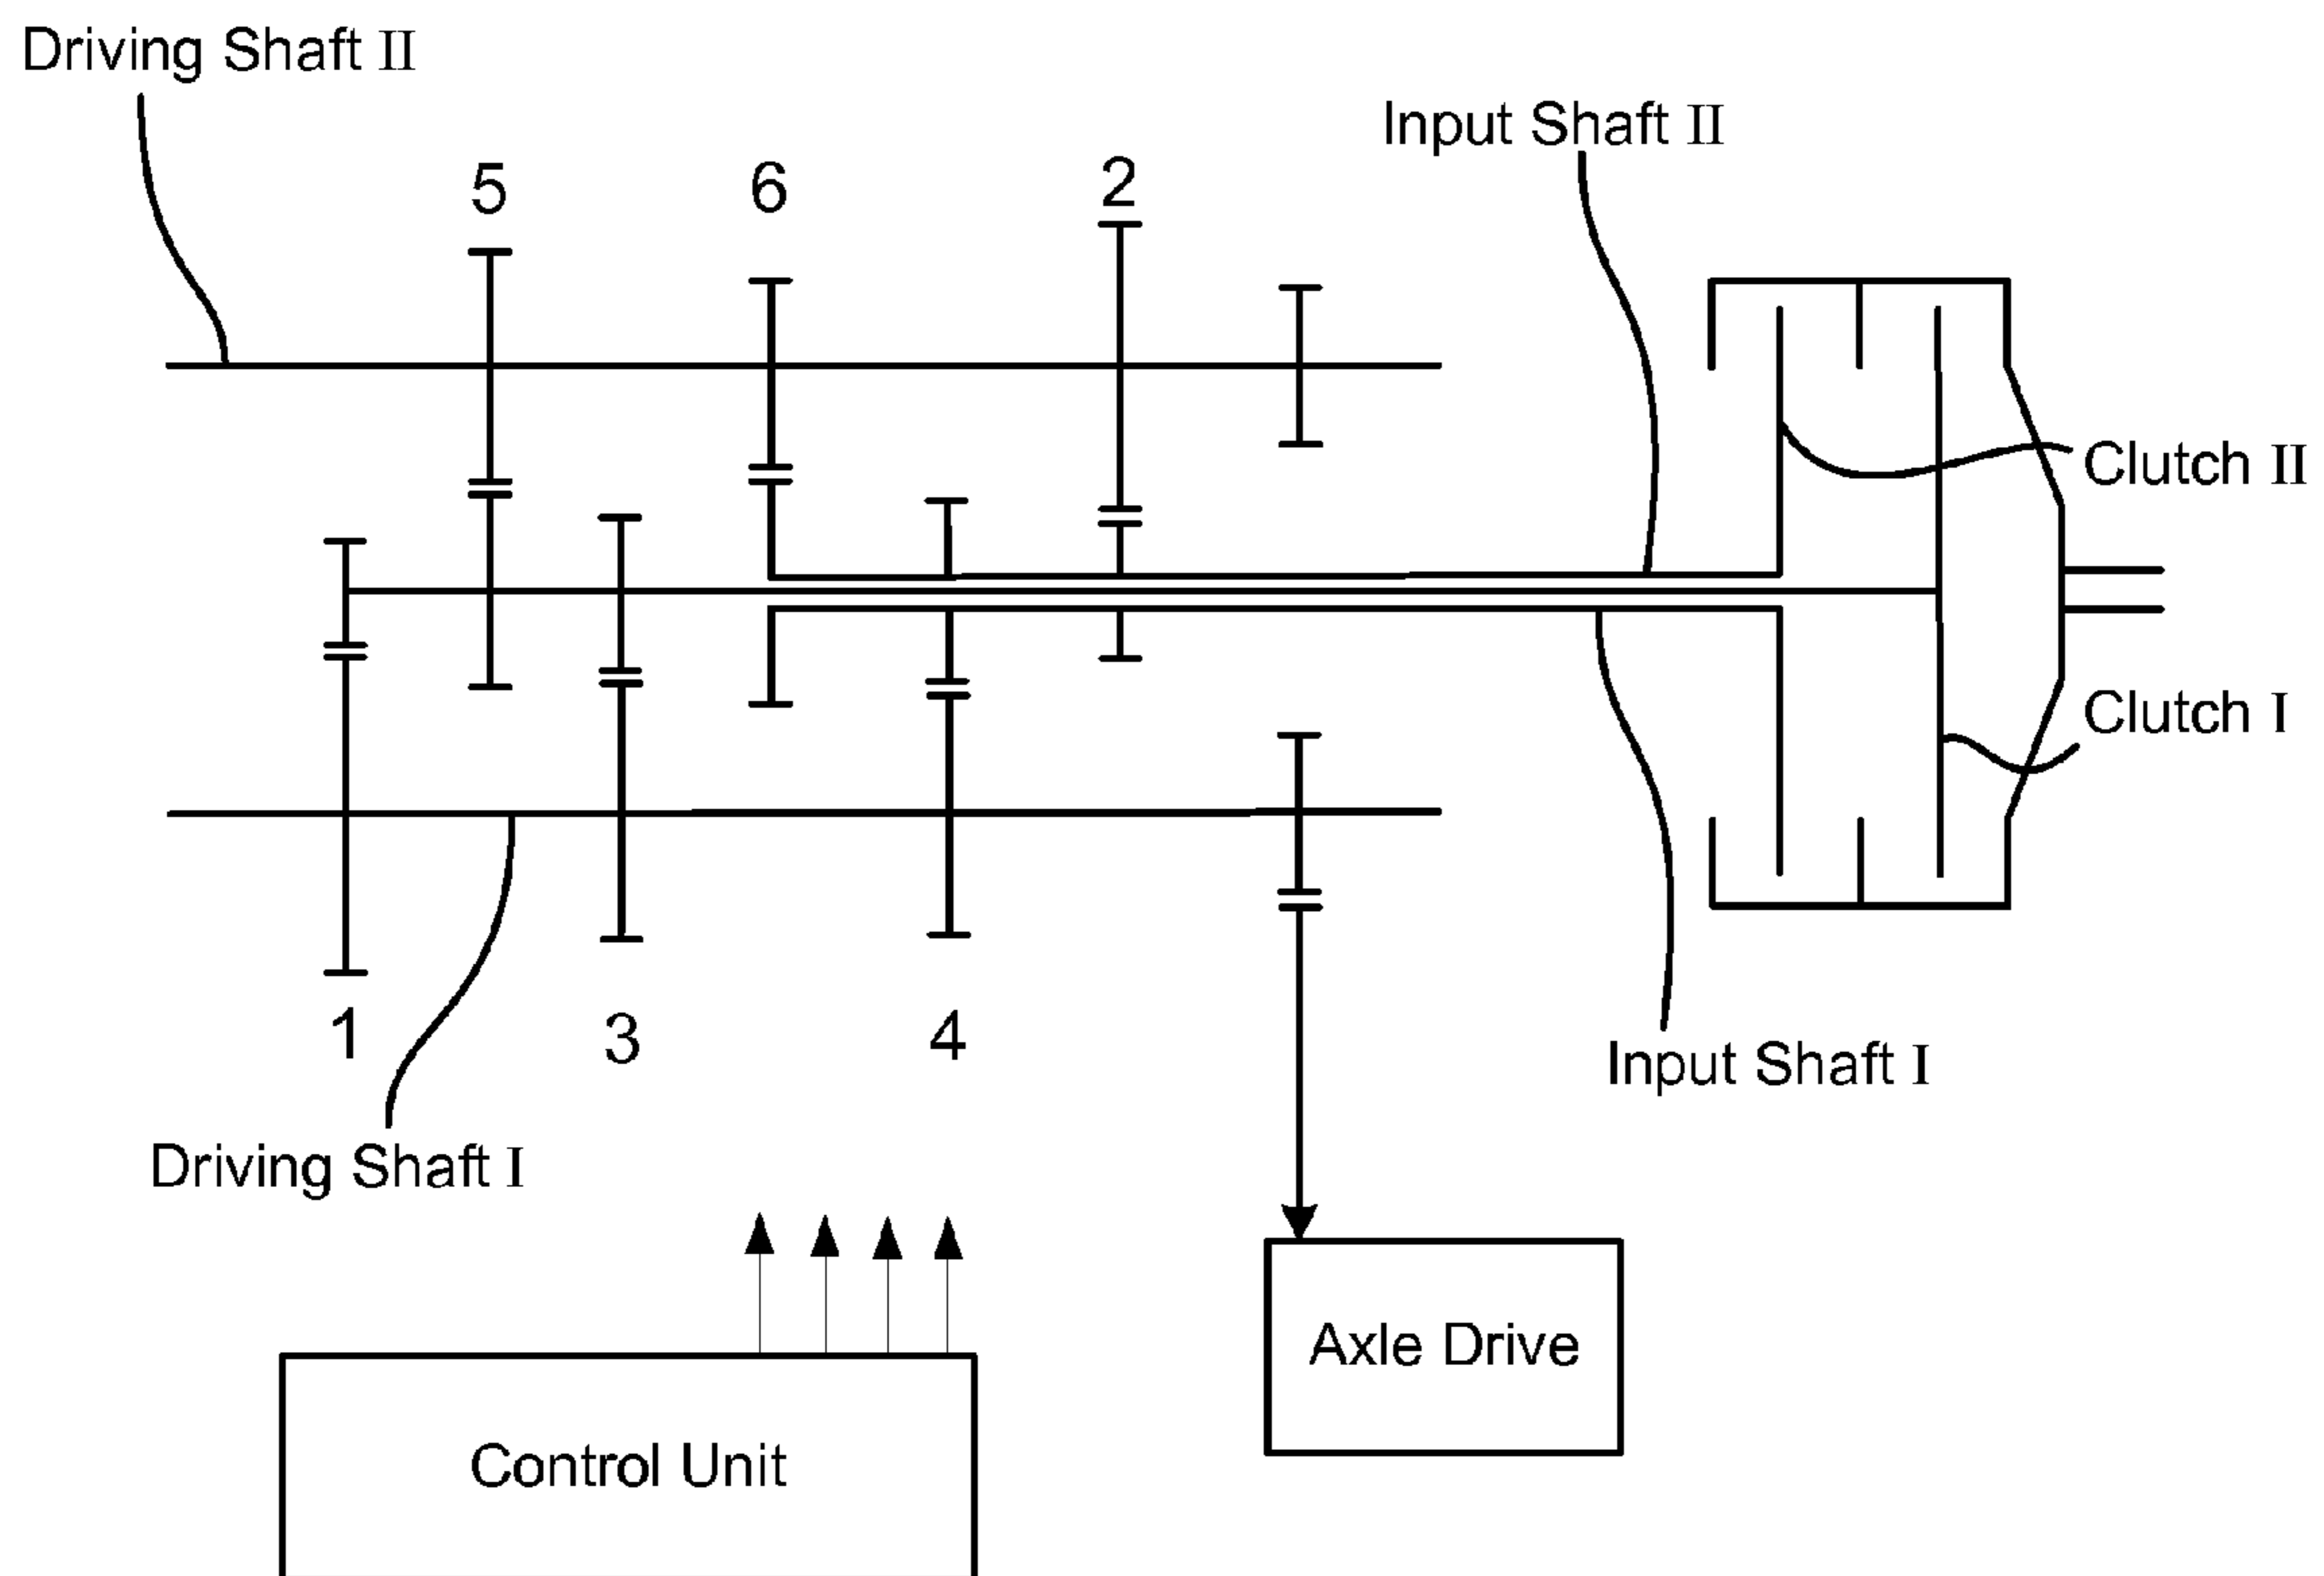 Driving Shaft II
Input Shaft II
5
6
2
Clutch II
Clutch I
1
3
4
Input Shaft I
Driving Shaft I
Axle Drive
Control Unit